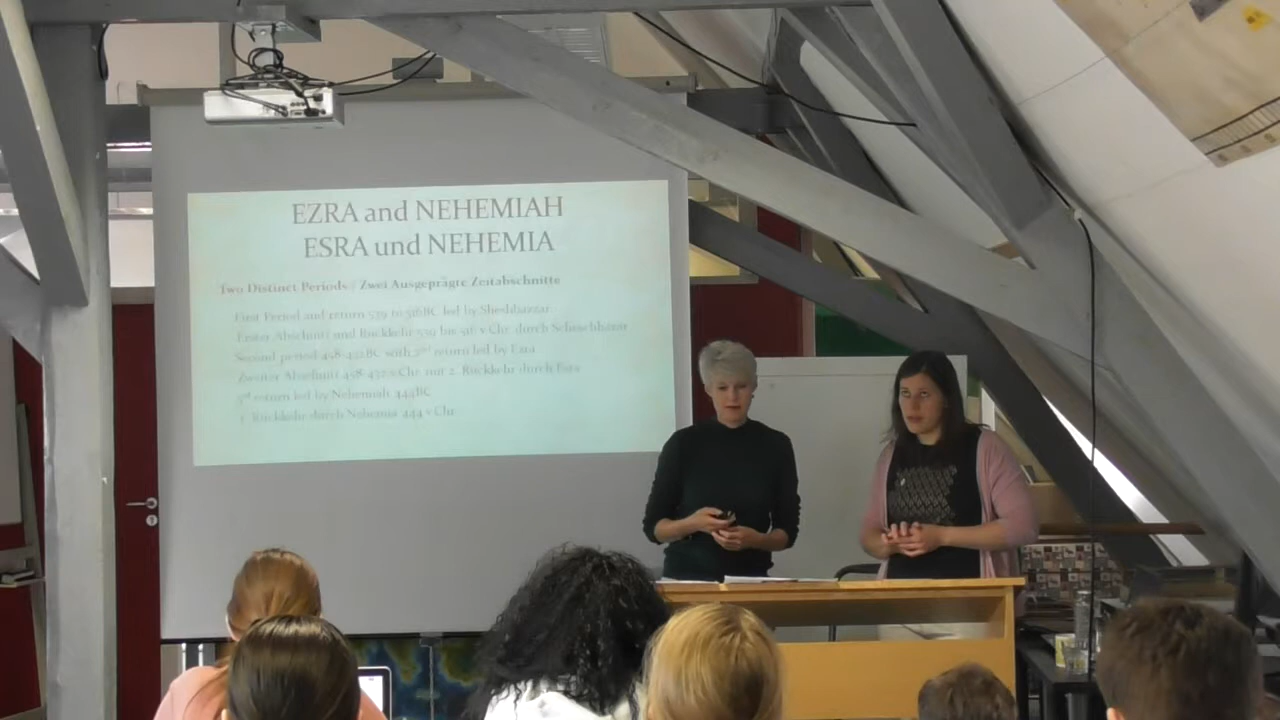 EZRA and NEHEMIAH
ESRA und NEHEMIA
Two Distinct Periods / Zwei Ausgeprägte Zeitabschnitte
First Period and return 539 to 516BC led by Sheshbazzar
Erster Abschnitt und Rückkehr 539 bis 516 v Chr durch Scheschbazar
Second period 458-432BC with 2nd return led by Ezra
Zweiter Abschnitt 458-432 v Chr mit 2. Rückkehr durch Esra
3rd return led by Nehemiah 444BC
Rückkehr durch Nehemia 444 v Chr